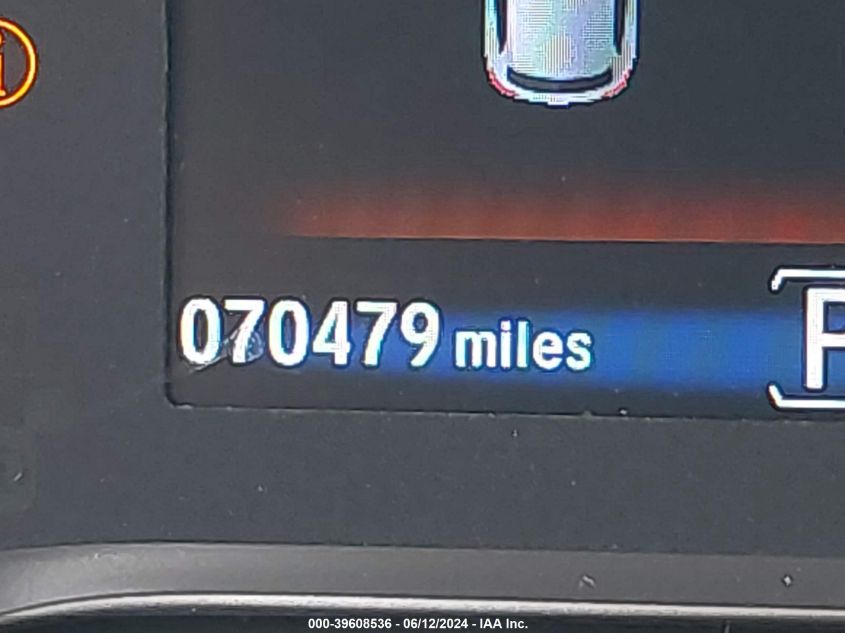 i
070479 miles
P
000-39608536 - 06/12/2024 - IAA Inc.